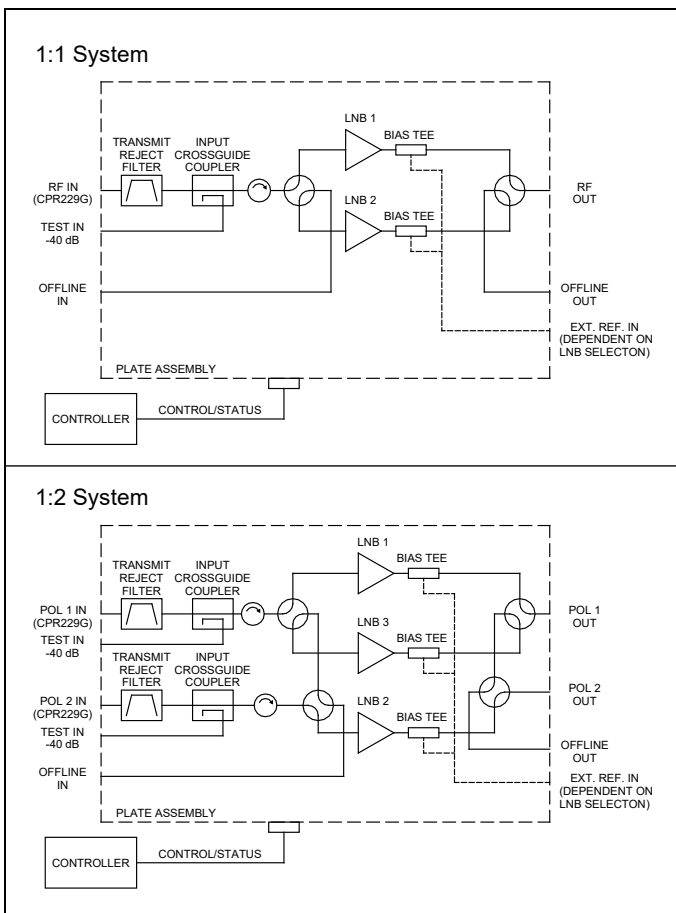 1:1 System
LNB 1
BIAS TEE
TRANSMIT
REJECT
FILTER
INPUT
CROSSGUIDE
COUPLER
RF IN
(CPR229G)
TEST IN
-40 dB
LNB 2
BIAS TEE
RF
OUT
OFFLINE
IN
OFFLINE
OUT
EXT. REF. IN
(DEPENDENT ON
LNB SELECTON)
PLATE ASSEMBLY
CONTROLLER
CONTROL/STATUS
1:2 System
LNB 1
BIAS TEE
TRANSMIT
REJECT
FILTER
INPUT
CROSSGUIDE
COUPLER
POL 1 IN
(CPR229G)
TEST IN
-40 dB
LNB 3
BIAS TEE
POL 1
OUT
TRANSMIT
REJECT
FILTER
INPUT
CROSSGUIDE
COUPLER
POL 2 IN
(CPR229G)
TEST IN
-40 dB
LNB 2
BIAS TEE
POL 2
OUT
OFFLINE
IN
OFFLINE
OUT
EXT. REF. IN
(DEPENDENT ON
LNB SELECTON)
PLATE ASSEMBLY
CONTROLLER
CONTROL/STATUS